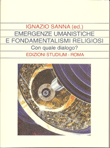 IGNAZIO SANNA (ed.)
EMERGENZE UMANISTICHE
E FONDAMENTALISMI RELIGIOSI
Con quale dialogo?
EDIZIONI STUDIUM - ROMA